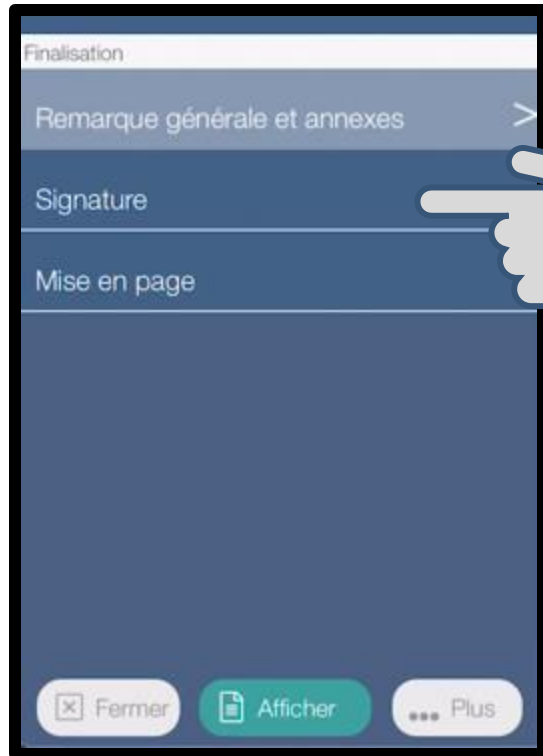 Finalisation
Remarque générale et annexes >
Signature
Mise en page
Fermer Afficher ... Plus